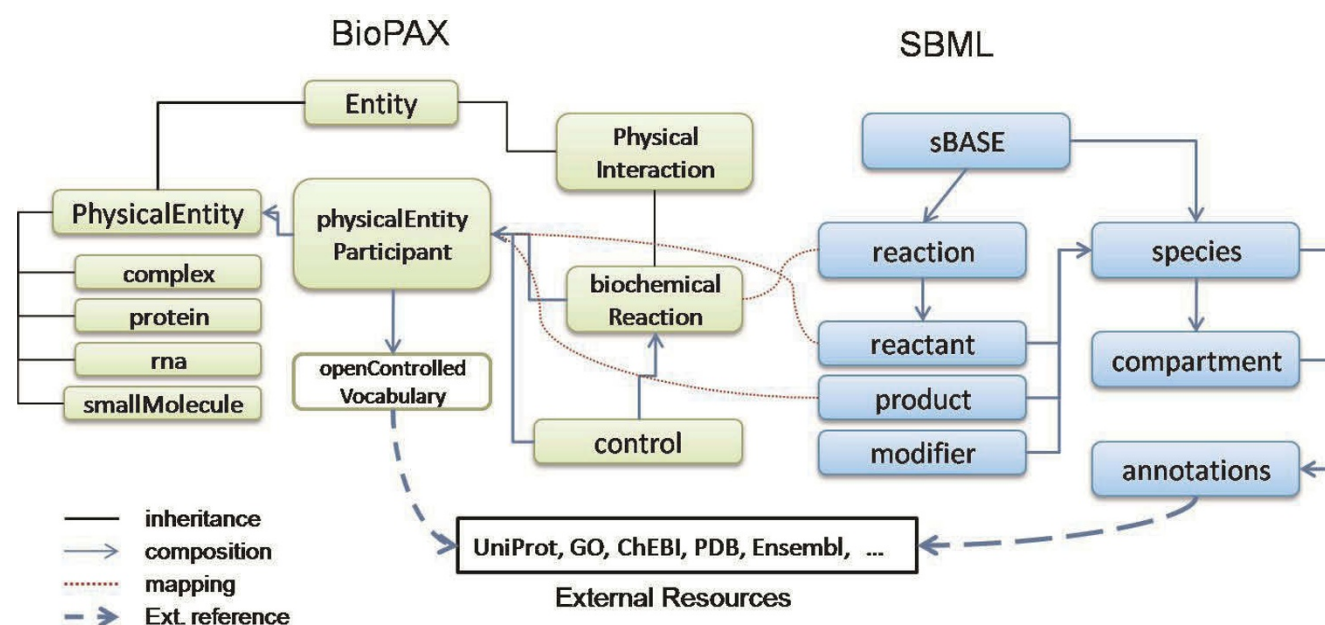 BioPAX
SBML
Entity
Physical
Interaction
sBASE
PhysicalEntity
physicalEntity
Participant
reaction
species
complex
biochemical
Reaction
protein
reactant
compartment
rna
openControlled
Vocabulary
smallMolecule
product
control
modifier
annotations
inheritance
composition
mapping
Ext. reference
UniProt, GO, ChEBI, PDB, Ensembl, ...
External Resources